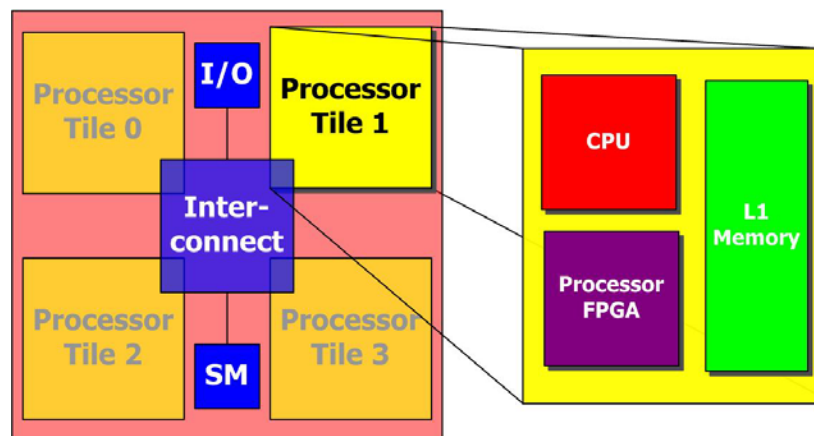 Processor
Tile 0
I/O
Processor
Tile 1
Inter-
connect
Processor
Tile 2
SM
Processor
Tile 3
CPU
L1
Memory
Processor
FPGA